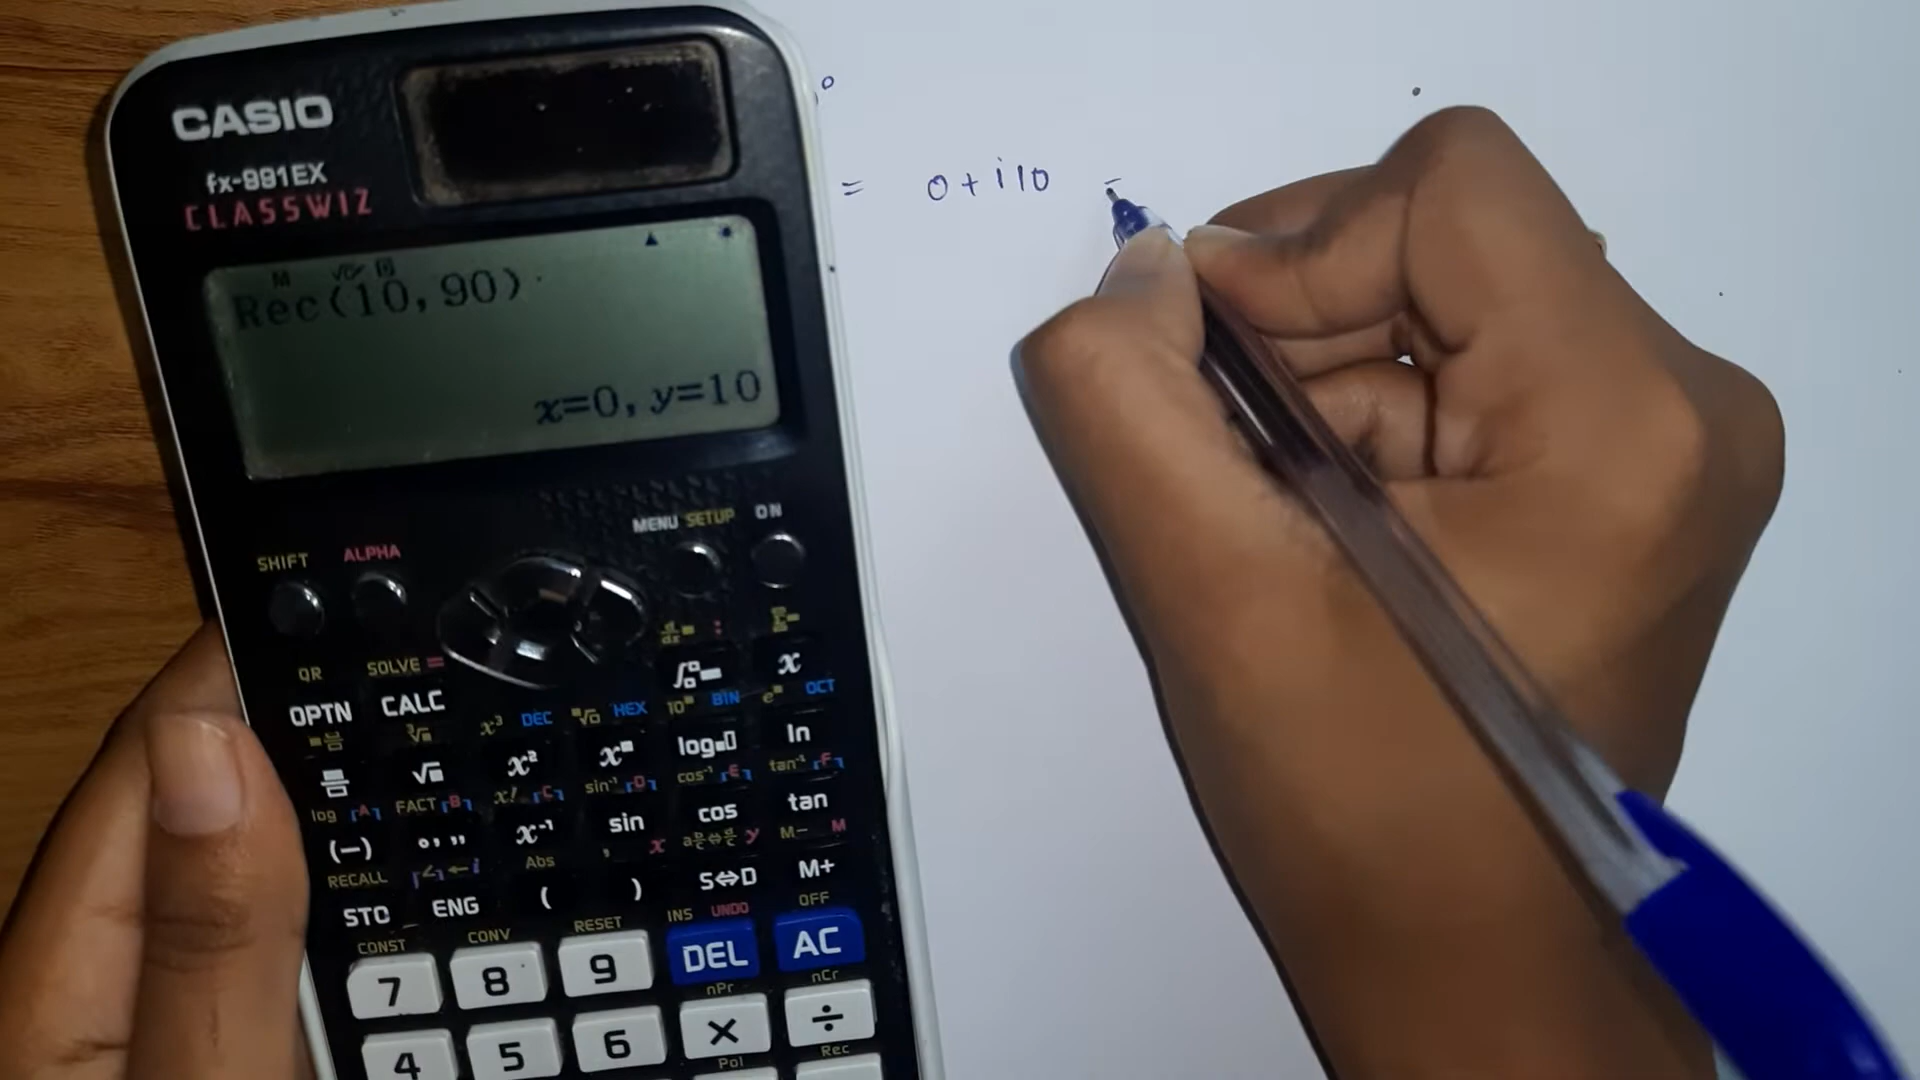 CASIO
fx-991EX
CLASSWIZ
Rec(10,90)
x=0,y=10
= 0 + i10 =
MENU SETUP ON
SHIFT ALPHA
QR SOLVE =
OPTN CALC x
x³ DEC HEX 10 BIN e OCT
x² log ln
log A FACT B x! C sin⁻¹ D cos⁻¹ E tan⁻¹ F
(−) x⁻¹ sin cos tan
Abs , x y M− M
RECALL ∠ ← i
STO ENG ( ) S⇔D M+
CONST CONV RESET INS UNDO OFF
7 8 9 DEL AC
nPr nCr
4 5 6 × ÷
Pol Rec